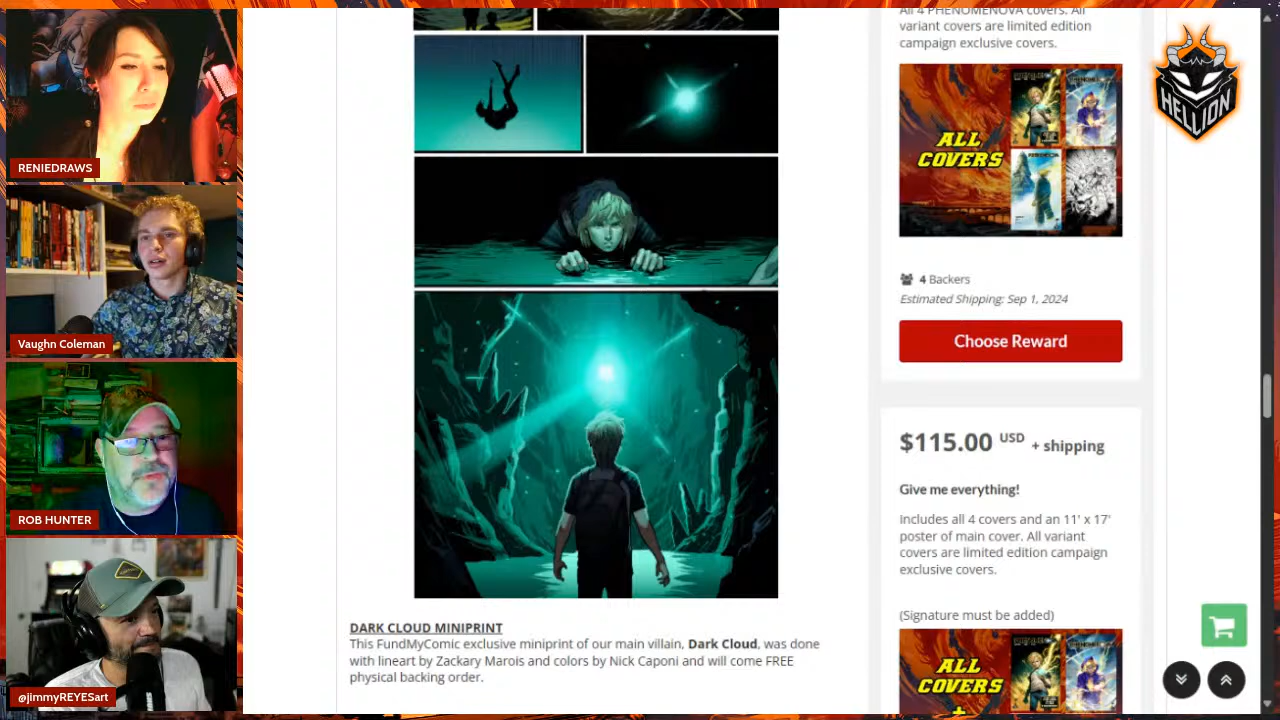 RENIEDRAWS
Vaughn Coleman
ROB HUNTER
@jimmyREYESart
DARK CLOUD MINIPRINT
This FundMyComic exclusive miniprint of our main villain, Dark Cloud, was done
with lineart by Zackary Marois and colors by Nick Caponi and will come FREE
physical backing order.
All 4 PHENOMENOVA covers. All
variant covers are limited edition
campaign exclusive covers.
ALL
COVERS
4 Backers
Estimated Shipping: Sep 1, 2024
Choose Reward
$115.00 USD + shipping
Give me everything!
Includes all 4 covers and an 11' x 17'
poster of main cover. All variant
covers are limited edition campaign
exclusive covers.
(Signature must be added)
ALL
COVERS
+
HELLION